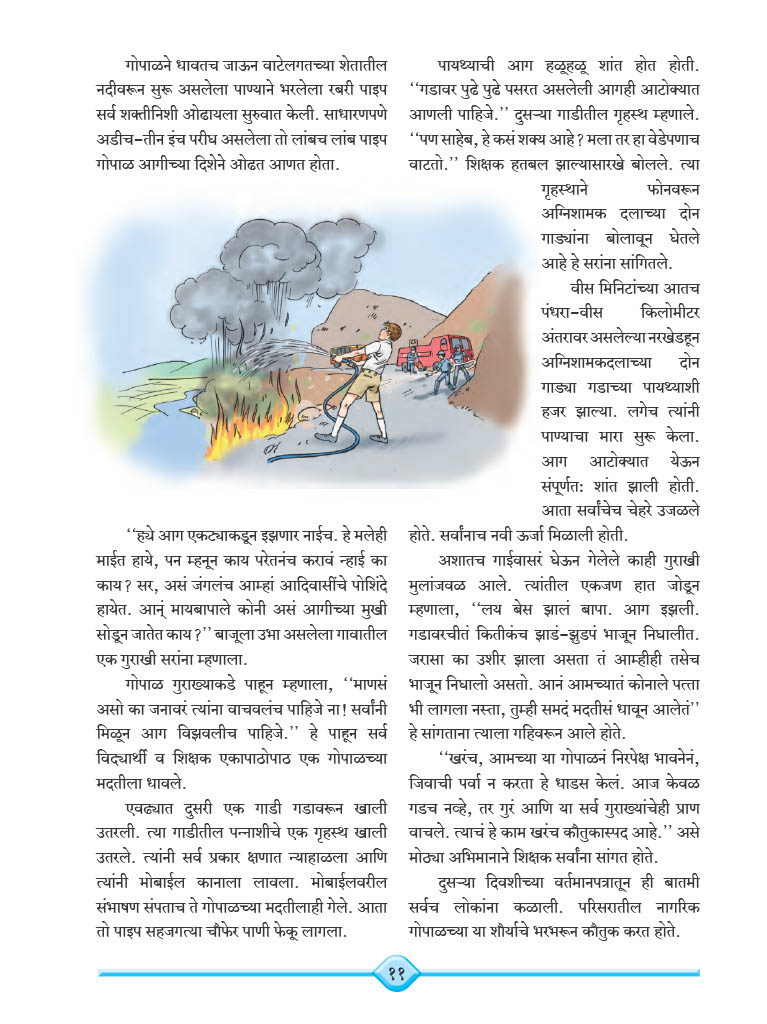 गोपाळने धावतच जाऊन वाटेलगतच्या शेतातील
नदीवरून सुरू असलेला पाण्याने भरलेला रबरी पाइप
सर्व शक्तीनिशी ओढायला सुरुवात केली. साधारणपणे
अडीच-तीन इंच परीघ असलेला तो लांबच लांब पाइप
गोपाळ आगीच्या दिशेने ओढत आणत होता.
‘‘ह्ये आग एकट्याकडून इझणार नाईच. हे मलेही
माईत हाये, पन म्हनून काय परेतनंच करावं न्हाई का
काय? सर, असं जंगलंच आम्हां आदिवासींचे पोशिंदे
हायेत. आन् मायबापाले कोनी असं आगीच्या मुखी
सोडून जातेत काय?’’ बाजूला उभा असलेला गावातील
एक गुराखी सरांना म्हणाला.
गोपाळ गुराख्याकडे पाहून म्हणाला, ‘‘माणसं
असो का जनावरं त्यांना वाचवलंच पाहिजे ना! सर्वांनी
मिळून आग विझवलीच पाहिजे.’’ हे पाहून सर्व
विद्यार्थी व शिक्षक एकापाठोपाठ एक गोपाळच्या
मदतीला धावले.
एवढ्यात दुसरी एक गाडी गडावरून खाली
उतरली. त्या गाडीतील पन्नाशीचे एक गृहस्थ खाली
उतरले. त्यांनी सर्व प्रकार क्षणात न्याहाळला आणि
त्यांनी मोबाईल कानाला लावला. मोबाईलवरील
संभाषण संपताच ते गोपाळच्या मदतीलाही गेले. आता
तो पाइप सहजगत्या चौफेर पाणी फेकू लागला.
पायथ्याची आग हळूहळू शांत होत होती.
‘‘गडावर पुढे पुढे पसरत असलेली आगही आटोक्यात
आणली पाहिजे.’’ दुसऱ्या गाडीतील गृहस्थ म्हणाले.
‘‘पण साहेब, हे कसं शक्य आहे? मला तर हा वेडेपणाच
वाटतो.’’ शिक्षक हतबल झाल्यासारखे बोलले. त्या
गृहस्थाने फोनवरून
अग्निशामक दलाच्या दोन
गाड्यांना बोलावून घेतले
आहे हे सरांना सांगितले.
वीस मिनिटांच्या आतच
पंधरा-वीस किलोमीटर
अंतरावर असलेल्या नरखेडहून
अग्निशामकदलाच्या दोन
गाड्या गडाच्या पायथ्याशी
हजर झाल्या. लगेच त्यांनी
पाण्याचा मारा सुरू केला.
आग आटोक्यात येऊन
संपूर्णत: शांत झाली होती.
आता सर्वांचेच चेहरे उजळले
होते. सर्वांनाच नवी ऊर्जा मिळाली होती.
अशातच गाईवासरं घेऊन गेलेले काही गुराखी
मुलांजवळ आले. त्यांतील एकजण हात जोडून
म्हणाला, ‘‘लय बेस झालं बापा. आग इझली.
गडावरचीतं कितीकंच झाडं-झुडपं भाजून निघालीत.
जरासा का उशीर झाला असता तं आम्हीही तसेच
भाजून निघालो असतो. आनं आमच्यातं कोनाले पत्ता
भी लागला नस्ता, तुम्ही समदं मदतीसं धावून आलेतं’’
हे सांगताना त्याला गहिवरून आले होते.
‘‘खरंच, आमच्या या गोपाळनं निरपेक्ष भावनेनं,
जिवाची पर्वा न करता हे धाडस केलं. आज केवळ
गडच नव्हे, तर गुरं आणि या सर्व गुराख्यांचेही प्राण
वाचले. त्याचं हे काम खरंच कौतुकास्पद आहे.’’ असे
मोठ्या अभिमानाने शिक्षक सर्वांना सांगत होते.
दुसऱ्या दिवशीच्या वर्तमानपत्रातून ही बातमी
सर्वच लोकांना कळाली. परिसरातील नागरिक
गोपाळच्या या शौर्याचे भरभरून कौतुक करत होते.
११